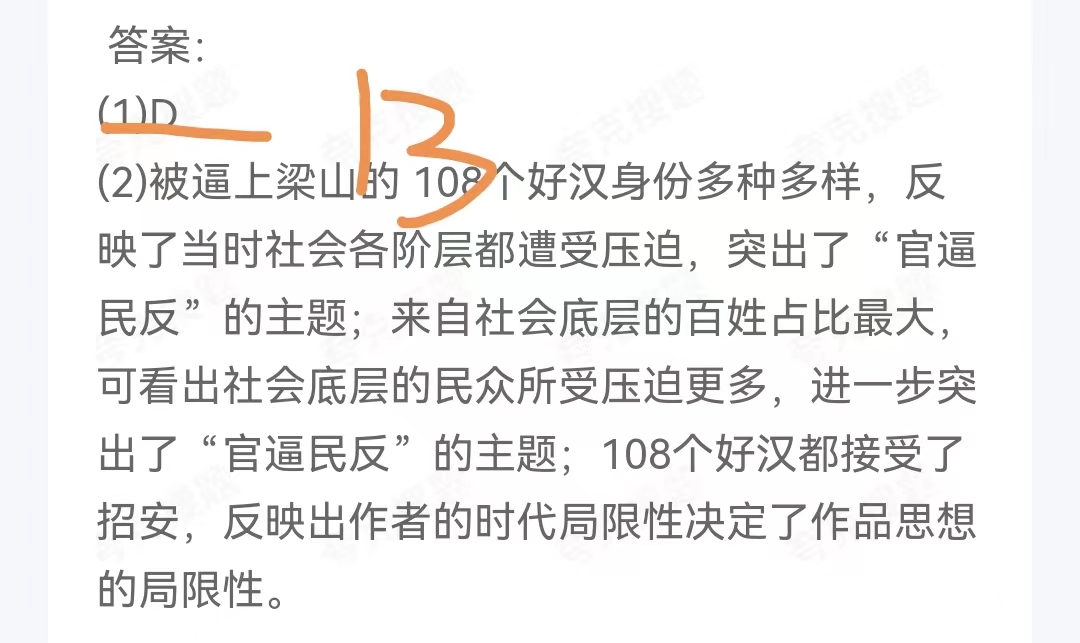 答案：
(1)D
B
(2)被逼上梁山的 108个好汉身份多种多样，反
映了当时社会各阶层都遭受压迫，突出了“官逼
民反”的主题；来自社会底层的百姓占比最大，
可看出社会底层的民众所受压迫更多，进一步突
出了“官逼民反”的主题；108个好汉都接受了
招安，反映出作者的时代局限性决定了作品思想
的局限性。
夸克搜题